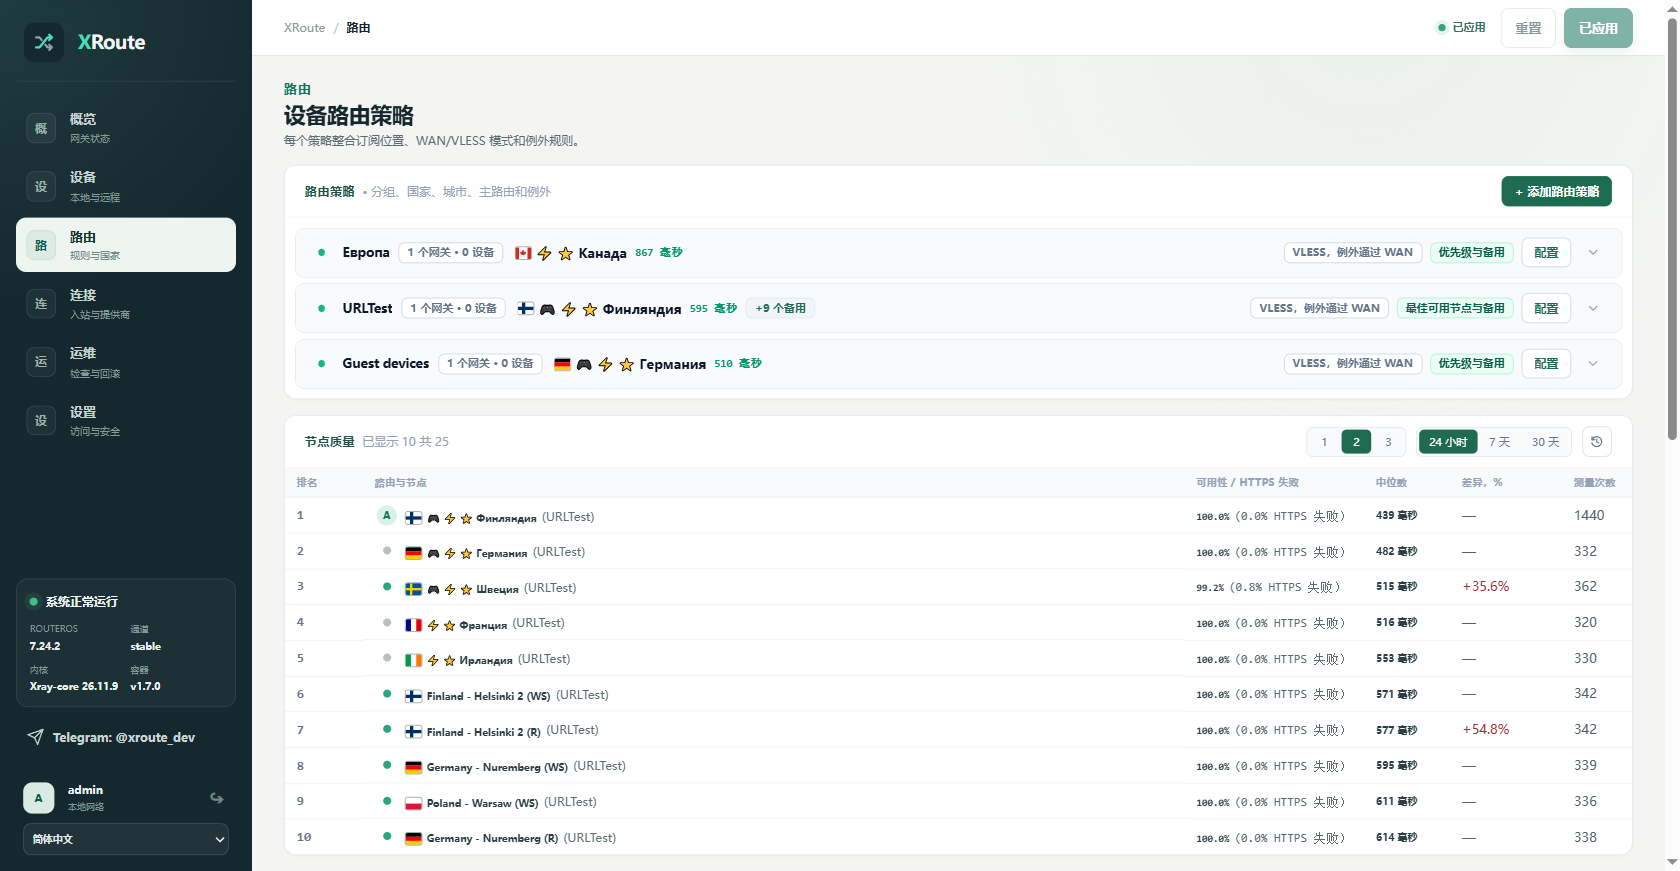 XRoute
XRoute / 路由
已应用
重置
已应用
概
概览
网关状态
设
设备
本地与远程
路
路由
规则与国家
连
连接
入站与提供商
运
运维
检查与回滚
设
设置
访问与安全
系统正常运行
ROUTEROS
通道
7.24.2
stable
内核
容器
Xray-core 26.11.9
v1.7.0
Telegram: @xroute_dev
A
admin
本地网络
简体中文
路由
设备路由策略
每个策略整合订阅位置、WAN/VLESS 模式和例外规则。
路由策略 • 分组、国家、城市、主路由和例外
+ 添加路由策略
Европа 1 个网关 • 0 设备 Канада 867 毫秒 VLESS，例外通过 WAN 优先级与备用 配置
URLTest 1 个网关 • 0 设备 Финляндия 595 毫秒 +9 个备用 VLESS，例外通过 WAN 最佳可用节点与备用 配置
Guest devices 1 个网关 • 0 设备 Германия 510 毫秒 VLESS，例外通过 WAN 优先级与备用 配置
节点质量 已显示 10 共 25
1 2 3 24 小时 7 天 30 天
排名 路由与节点 可用性 / HTTPS 失败 中位数 差异，% 测量次数
1 A Финляндия (URLTest) 100.0% (0.0% HTTPS 失败) 439 毫秒 — 1440
2 Германия (URLTest) 100.0% (0.0% HTTPS 失败) 482 毫秒 — 332
3 Швеция (URLTest) 99.2% (0.8% HTTPS 失败) 515 毫秒 +35.6% 362
4 Франция (URLTest) 100.0% (0.0% HTTPS 失败) 516 毫秒 — 320
5 Ирландия (URLTest) 100.0% (0.0% HTTPS 失败) 553 毫秒 — 330
6 Finland - Helsinki 2 (WS) (URLTest) 100.0% (0.0% HTTPS 失败) 571 毫秒 — 342
7 Finland - Helsinki 2 (R) (URLTest) 100.0% (0.0% HTTPS 失败) 577 毫秒 +54.8% 342
8 Germany - Nuremberg (WS) (URLTest) 100.0% (0.0% HTTPS 失败) 595 毫秒 — 339
9 Poland - Warsaw (WS) (URLTest) 100.0% (0.0% HTTPS 失败) 611 毫秒 — 336
10 Germany - Nuremberg (R) (URLTest) 100.0% (0.0% HTTPS 失败) 614 毫秒 — 338